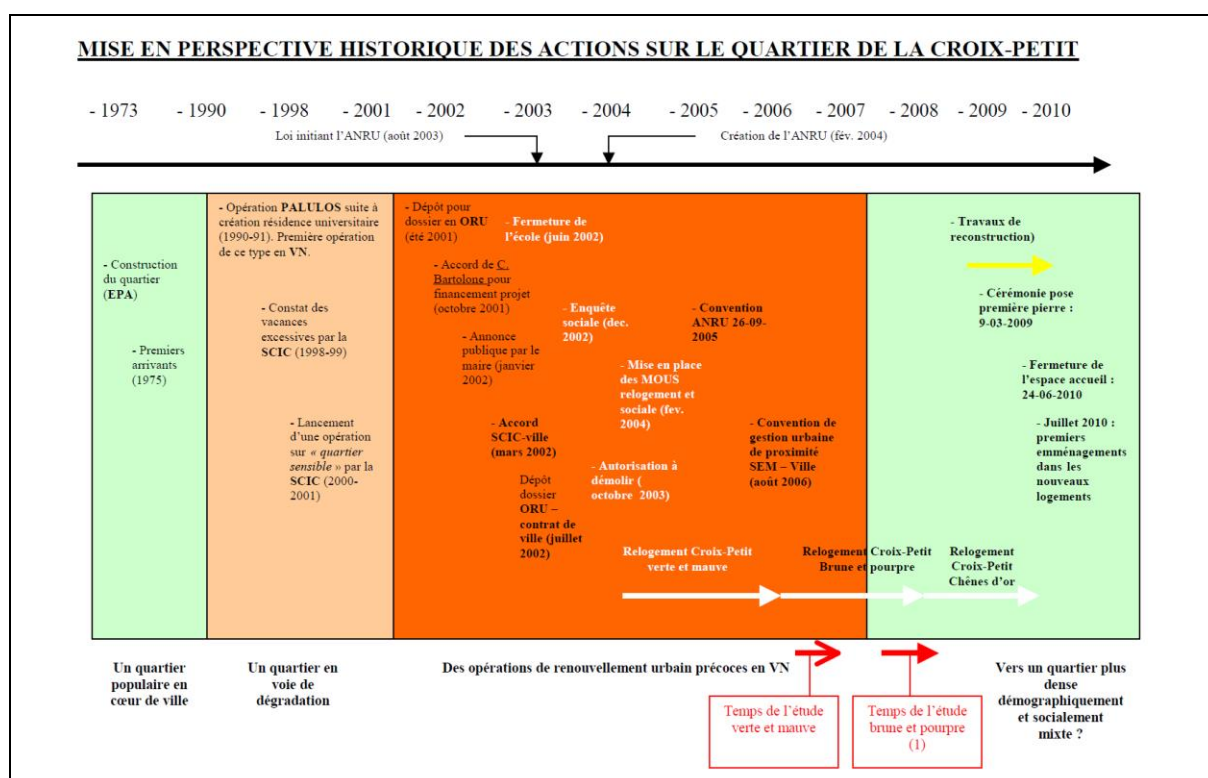 MISE EN PERSPECTIVE HISTORIQUE DES ACTIONS SUR LE QUARTIER DE LA CROIX-PETIT
- 1973 - 1990 - 1998 - 2001 - 2002 - 2003 - 2004 - 2005 - 2006 - 2007 - 2008 - 2009 - 2010
Loi initiant l'ANRU (août 2003)
Création de l'ANRU (fév. 2004)
- Construction
du quartier
(EPA)
- Premiers
arrivants
(1975)
- Opération PALULOS suite à
création résidence universitaire
(1990-91). Première opération
de ce type en VN.
- Constat des
vacances
excessives par la
SCIC (1998-99)
- Lancement
d'une opération
sur « quartier
sensible » par la
SCIC (2000-
2001)
- Dépôt pour
dossier en ORU
(été 2001)
- Accord de C.
Bartolone pour
financement projet
(octobre 2001)
- Annonce
publique par le
maire (janvier
2002)
- Accord
SCIC-ville
(mars 2002)
Dépôt
dossier
ORU –
contrat de
ville (juillet
2002)
- Fermeture de
l'école (juin 2002)
- Enquête
sociale (dec.
2002)
- Mise en place
des MOUS
relogement et
sociale (fev.
2004)
- Autorisation à
démolir (
octobre 2003)
- Convention
ANRU 26-09-
2005
- Convention de
gestion urbaine
de proximité
SEM – Ville
(août 2006)
Relogement Croix-Petit
verte et mauve
Relogement Croix-Petit
Brune et pourpre
Relogement
Croix-Petit
Chênes d'or
- Travaux de
reconstruction)
- Cérémonie pose
première pierre :
9-03-2009
- Fermeture de
l'espace accueil :
24-06-2010
- Juillet 2010 :
premiers
emménagements
dans les
nouveaux
logements
Un quartier
populaire en
cœur de ville
Un quartier en
voie de
dégradation
Des opérations de renouvellement urbain précoces en VN
Vers un quartier plus
dense
démographiquement
et socialement
mixte ?
Temps de l'étude
verte et mauve
Temps de l'étude
brune et pourpre
(1)